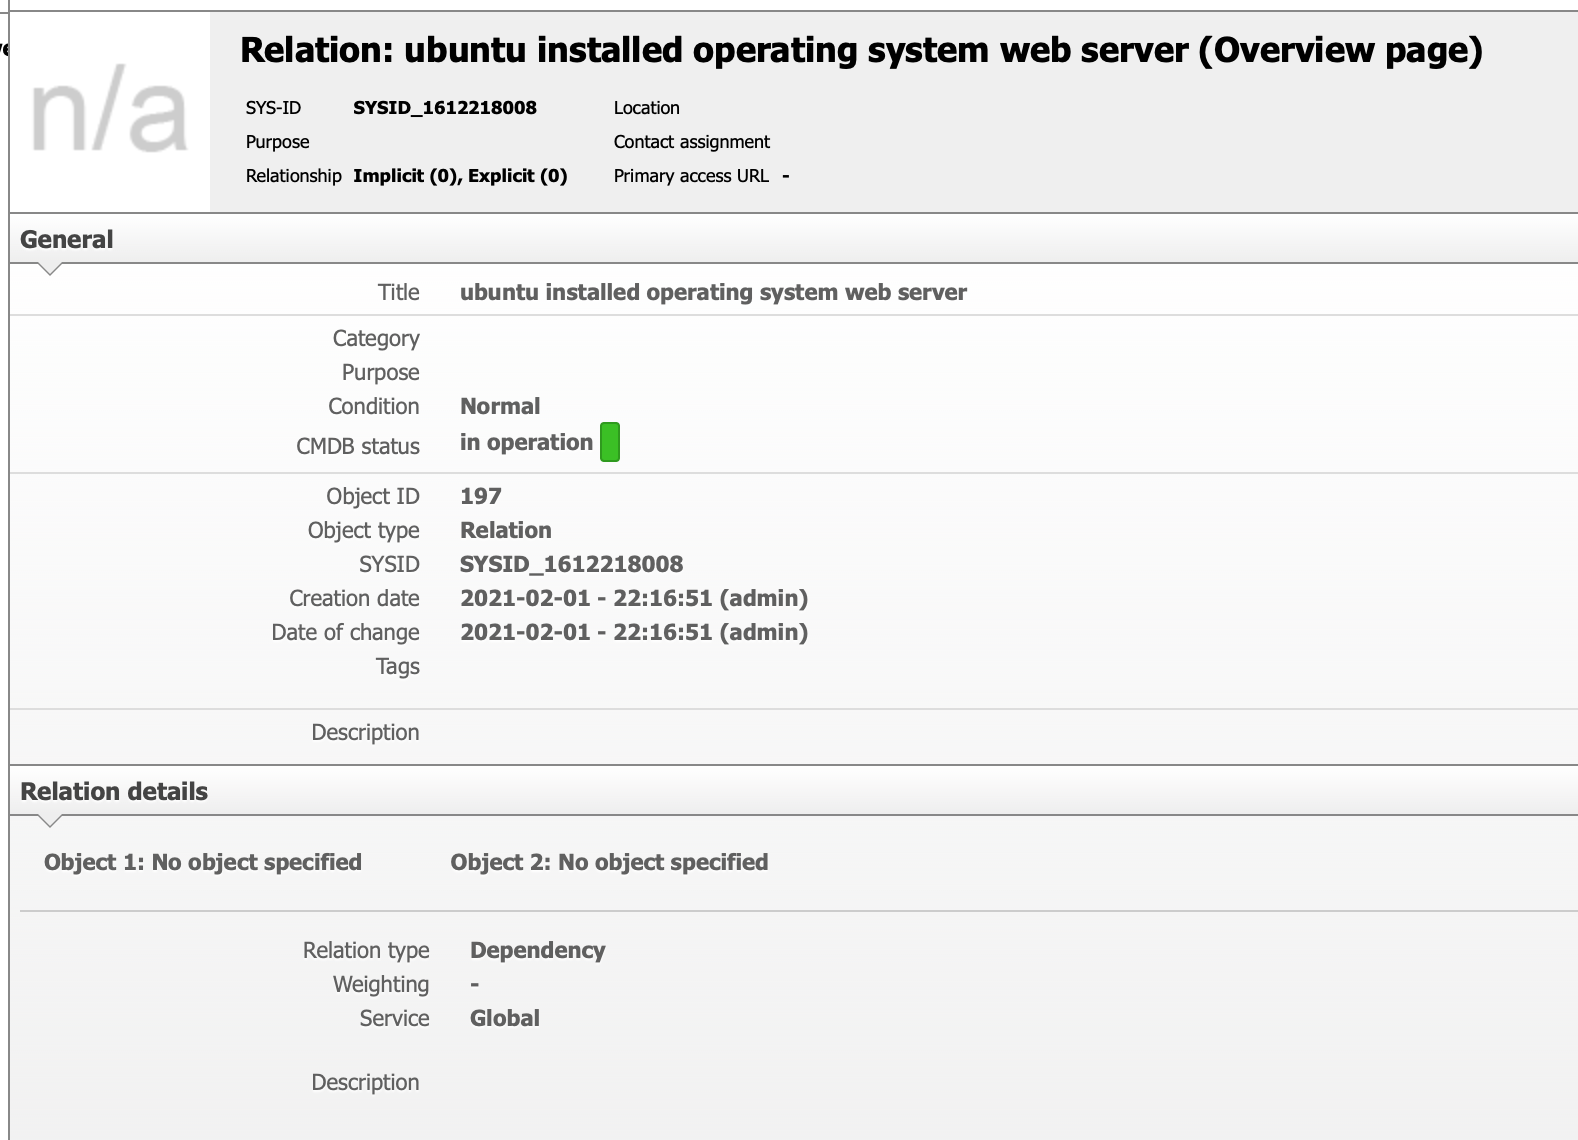 n/a
Relation: ubuntu installed operating system web server (Overview page)
SYS-ID SYSID_1612218008 Location
Purpose Contact assignment
Relationship Implicit (0), Explicit (0) Primary access URL -
General
Title ubuntu installed operating system web server
Category
Purpose
Condition Normal
CMDB status in operation
Object ID 197
Object type Relation
SYSID SYSID_1612218008
Creation date 2021-02-01 - 22:16:51 (admin)
Date of change 2021-02-01 - 22:16:51 (admin)
Tags
Description
Relation details
Object 1: No object specified Object 2: No object specified
Relation type Dependency
Weighting -
Service Global
Description